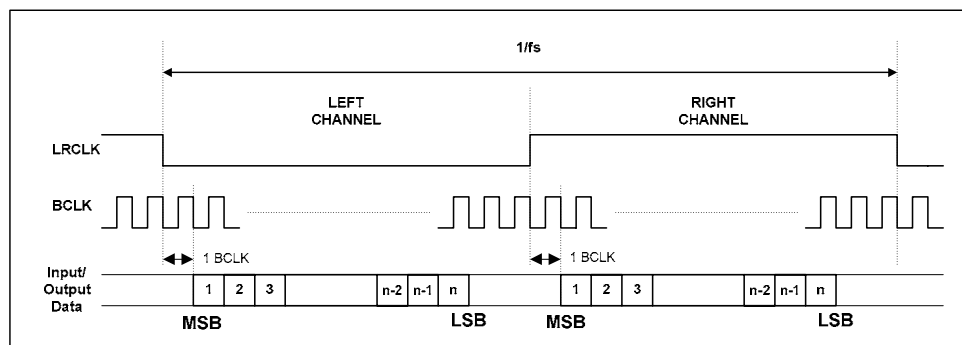 1/fs
LEFT
CHANNEL
RIGHT
CHANNEL
LRCLK
BCLK
1 BCLK
1 BCLK
Input/
Output
Data
1 2 3 n-2 n-1 n 1 2 3 n-2 n-1 n
MSB LSB MSB LSB